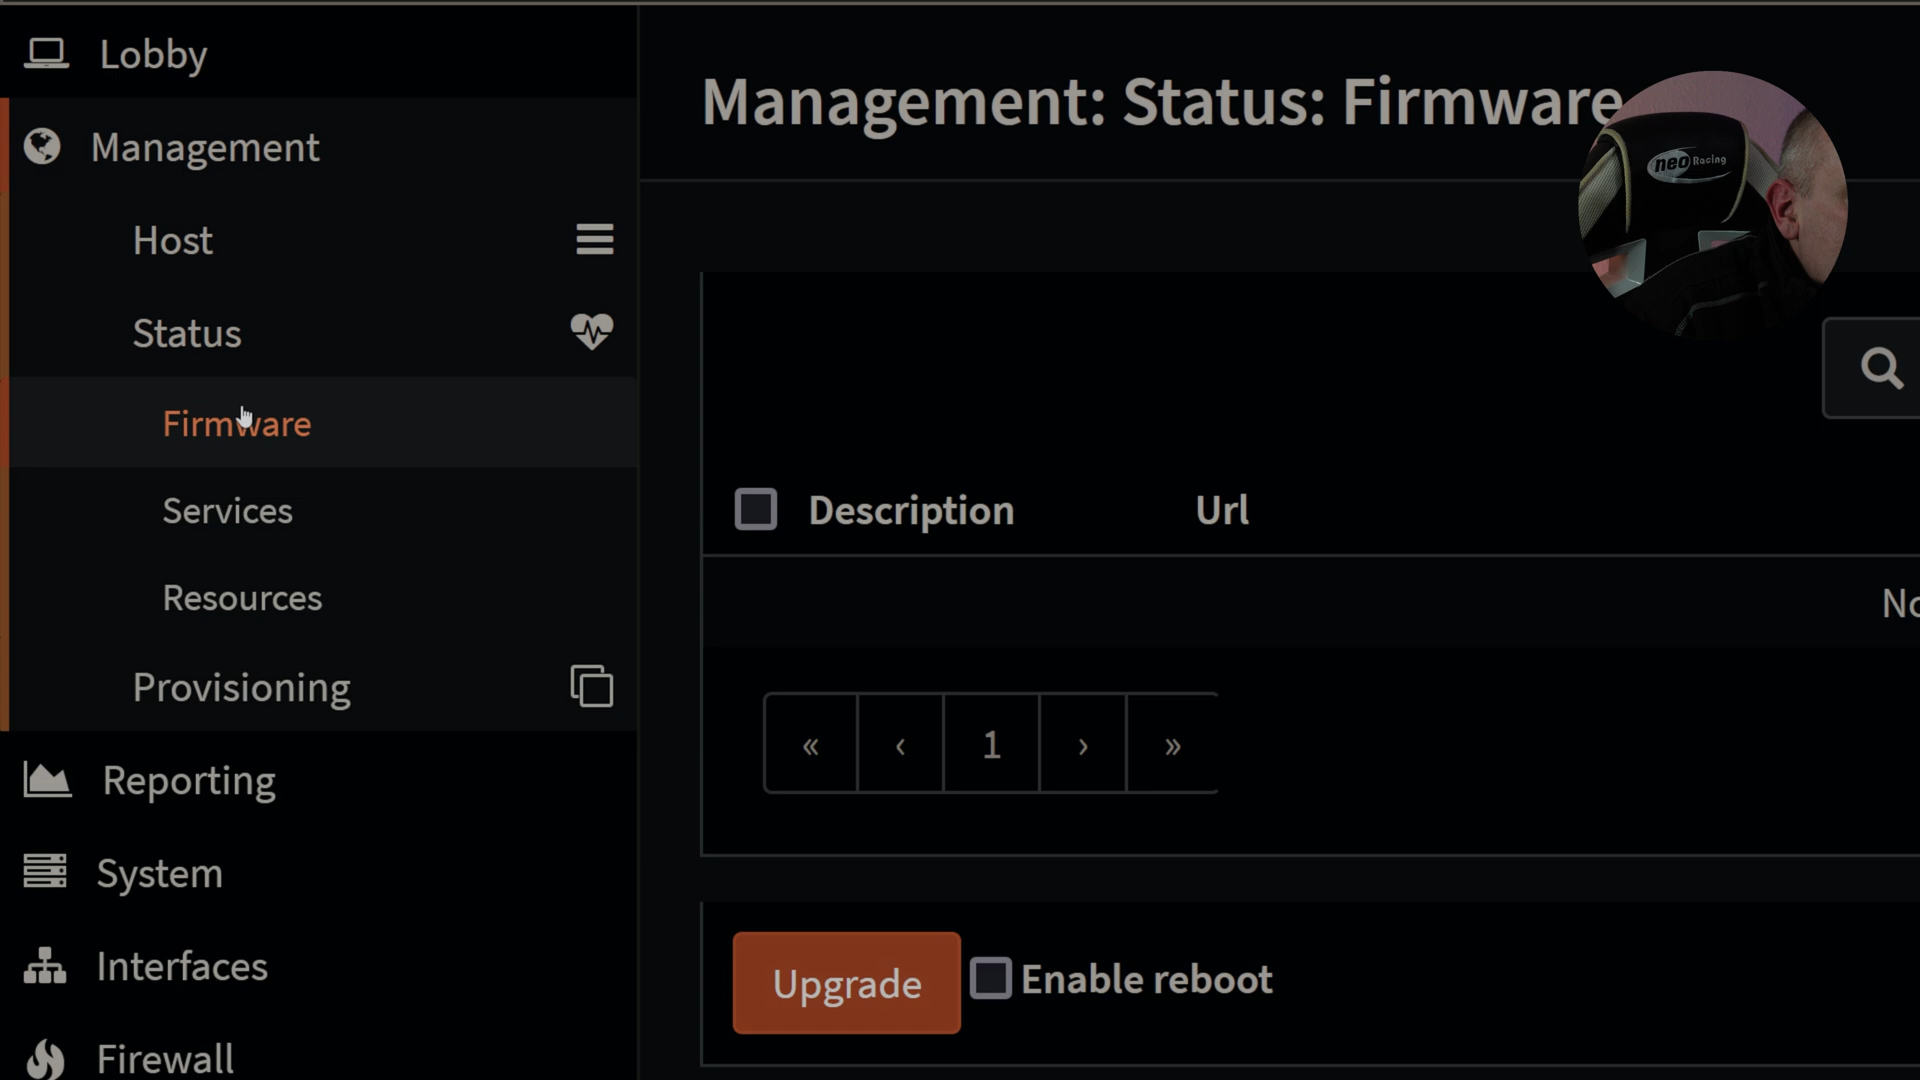 Lobby
Management
Host
Status
Firmware
Services
Resources
Provisioning
Reporting
System
Interfaces
Firewall
Management: Status: Firmware
neo Racing
Description Url
« ‹ 1 › »
Upgrade Enable reboot